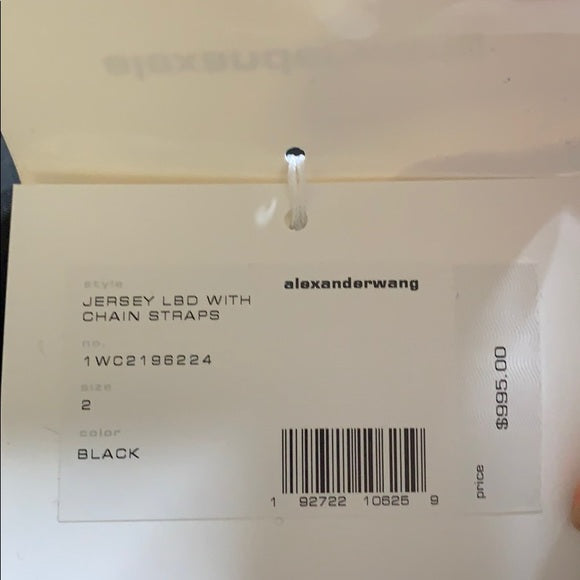 alexander
style
JERSEY LBD WITH
CHAIN STRAPS
no.
1WC2196224
size
2
color
BLACK
alexanderwang
1 92722 10625 9
price
$995.00